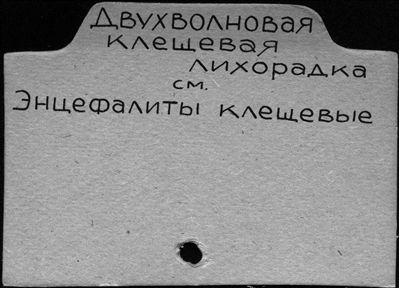 Двухволновая
клещевая
лихорадка
см.
Энцефалиты клещевые